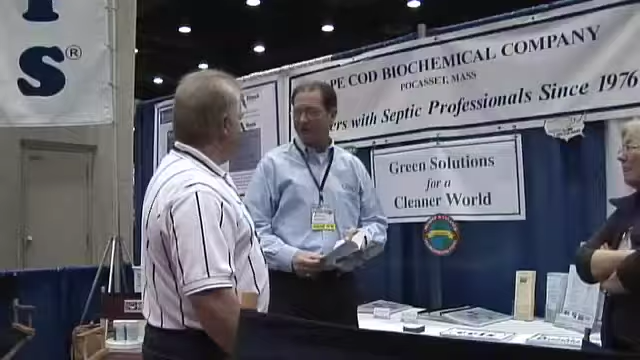 S®
PE COD BIOCHEMICAL COMPANY
POCASSET, MASS
ers with Septic Professionals Since 1976
Green Solutions
for a
Cleaner World